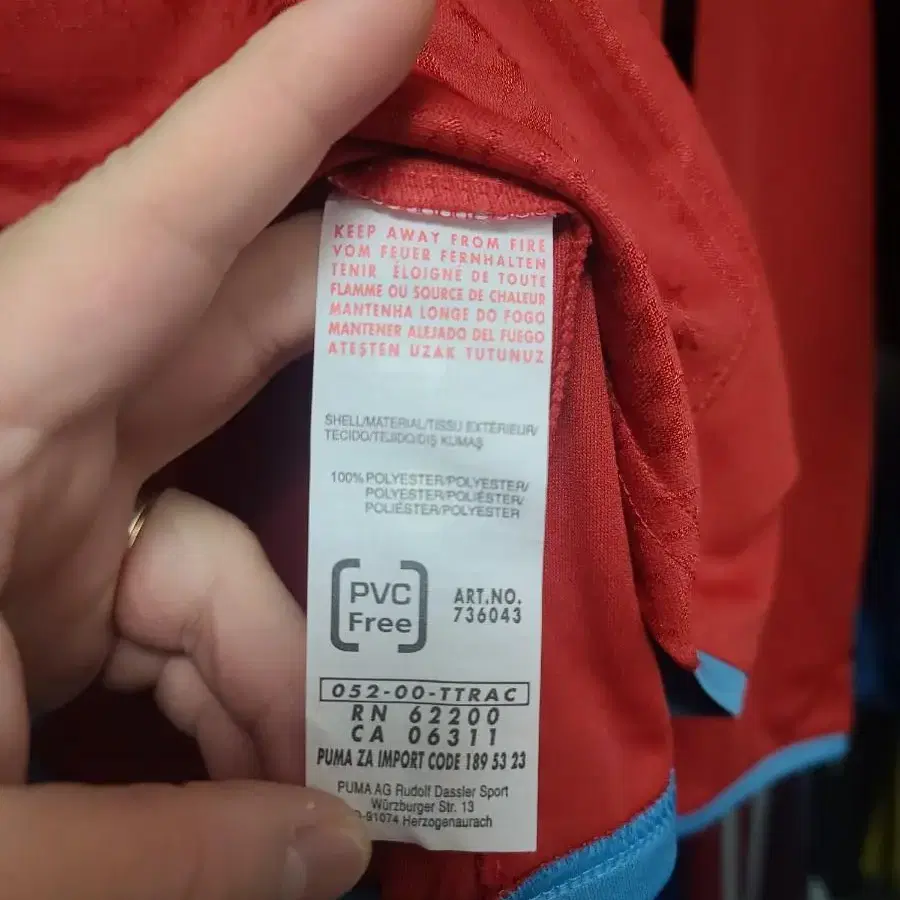 KEEP AWAY FROM FIRE
VOM FEUER FERNHALTEN
TENIR ÉLOIGNÉ DE TOUTE
FLAMME OU SOURCE DE CHALEUR
MANTENHA LONGE DO FOGO
MANTENER ALEJADO DEL FUEGO
ATEŞTEN UZAK TUTUNUZ
SHELL/MATERIAL/TISSU EXTÉRIEUR/
TECIDO/TEJIDO/DIŞ KUMAŞ
100% POLYESTER/POLYESTER/
POLYESTER/POLIÉSTER/
POLIÉSTER/POLYESTER
PVC
Free
ART.NO.
736043
052-00-TTRAC
RN 62200
CA 06311
PUMA ZA IMPORT CODE 189 53 23
PUMA AG Rudolf Dassler Sport
Würzburger Str. 13
-91074 Herzogenaurach